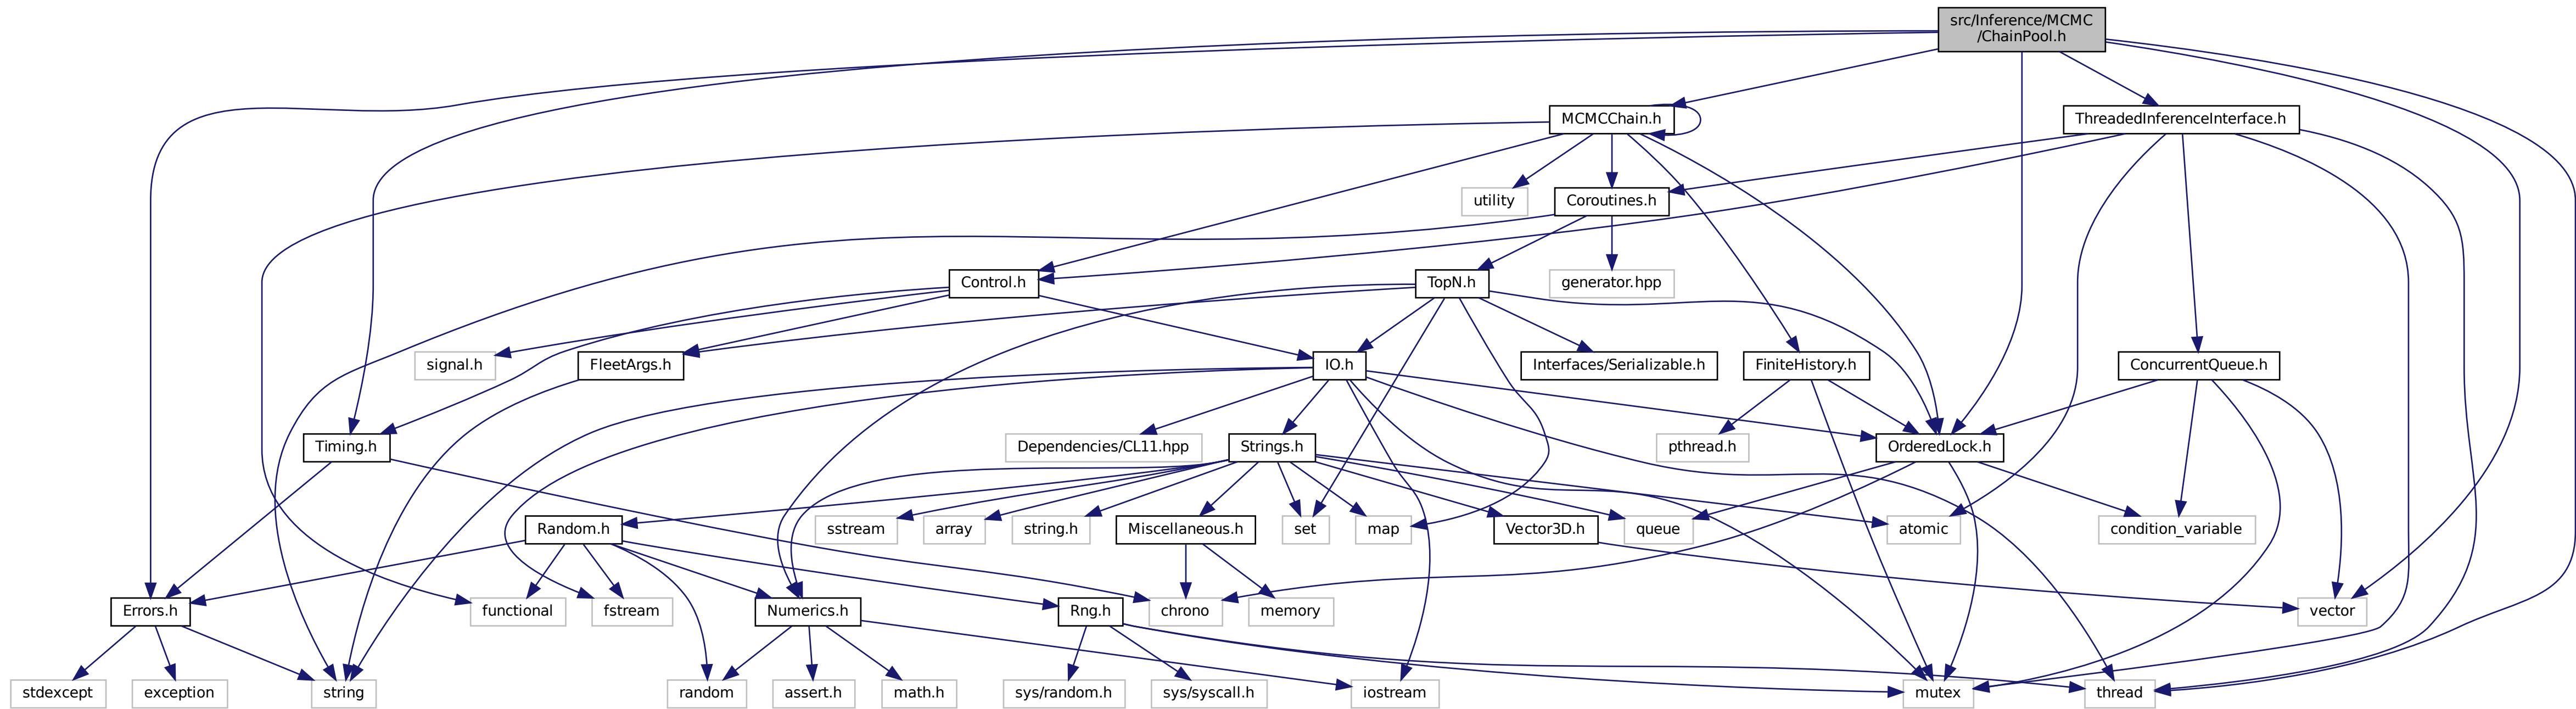 src/Inference/MCMC
/ChainPool.h
MCMCChain.h
ThreadedInferenceInterface.h
utility
Coroutines.h
Control.h
TopN.h
generator.hpp
signal.h
FleetArgs.h
IO.h
Interfaces/Serializable.h
FiniteHistory.h
ConcurrentQueue.h
Timing.h
Dependencies/CL11.hpp
Strings.h
pthread.h
OrderedLock.h
Random.h
sstream
array
string.h
Miscellaneous.h
set
map
Vector3D.h
queue
atomic
condition_variable
Errors.h
functional
fstream
Numerics.h
Rng.h
chrono
memory
vector
stdexcept
exception
string
random
assert.h
math.h
sys/random.h
sys/syscall.h
iostream
mutex
thread